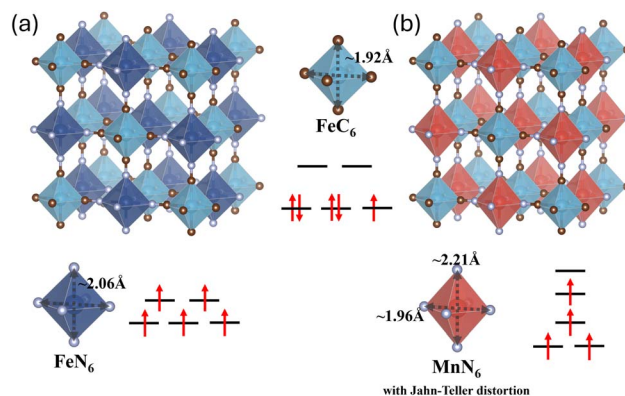 (a)
(b)
~1.92Å
FeC6
~2.06Å
FeN6
~2.21Å
~1.96Å
MnN6
with Jahn-Teller distortion